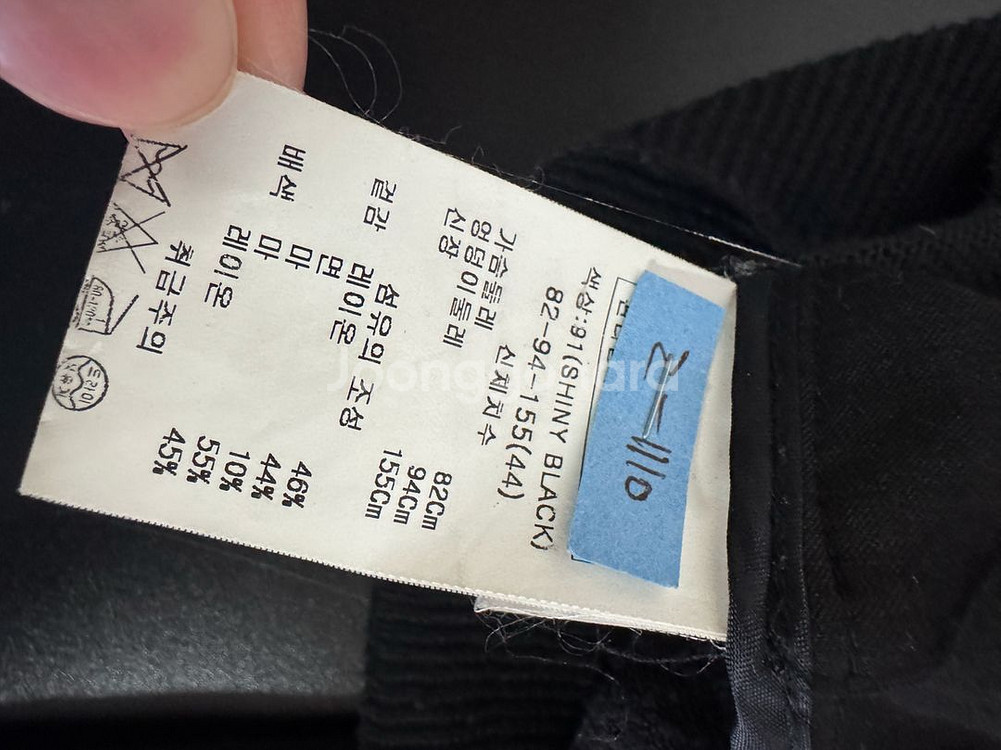 색상:91(SHINY BLACK)
82-94-155(44)
신체치수
가슴둘레 82Cm
엉덩이둘레 94Cm
신장 155Cm
섬유의 조성
겉감 레이온 46%
면 44%
마 10%
배색 마 55%
레이온 45%
취급주의
드라이
Joonggonara